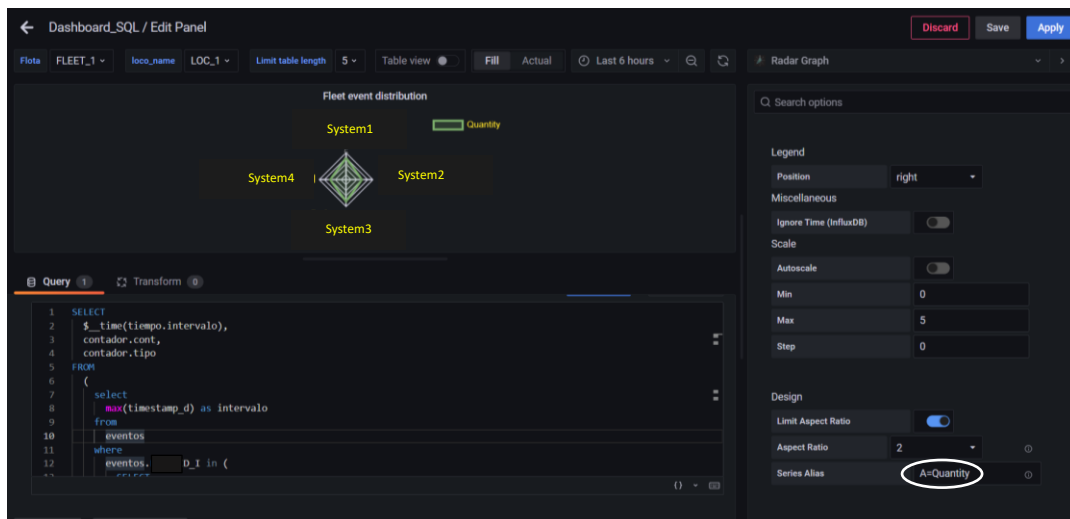 Dashboard_SQL / Edit Panel
Discard Save Apply
Flota FLEET_1 loco_name LOC_1 Limit table length 5 Table view Fill Actual Last 6 hours
Radar Graph
Fleet event distribution
Quantity
System1
System2
System4
System3
Search options
Legend
Position right
Miscellaneous
Ignore Time (InfluxDB)
Scale
Autoscale
Min 0
Max 5
Step 0
Design
Limit Aspect Ratio
Aspect Ratio 2
Series Alias A=Quantity
Query 1 Transform 0
1 SELECT
2 $__time(tiempo.intervalo),
3 contador.cont,
4 contador.tipo
5 FROM
6 (
7 select
8 max(timestamp_d) as intervalo
9 from
10 eventos
11 where
12 eventos. D_I in (
{}